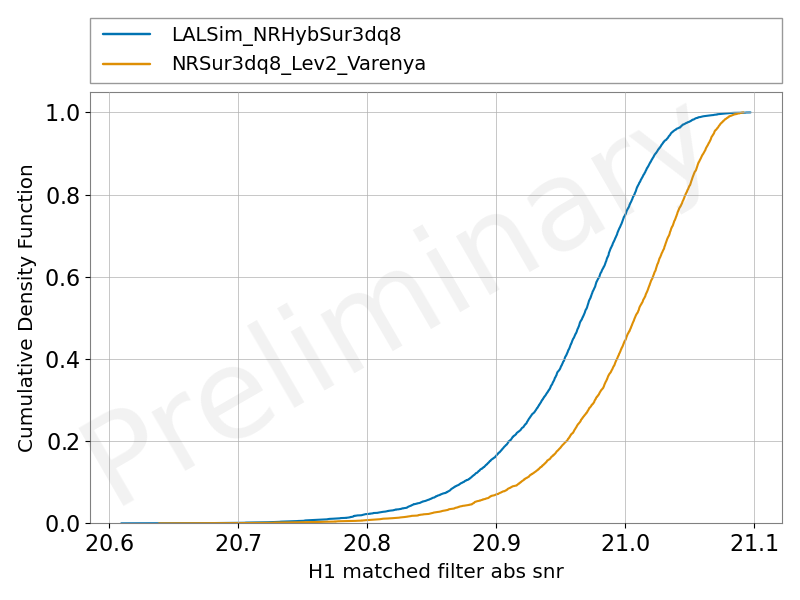 LALSim_NRHybSur3dq8
NRSur3dq8_Lev2_Varenya
Preliminary
Cumulative Density Function
1.0
0.8
0.6
0.4
0.2
0.0
20.6 20.7 20.8 20.9 21.0 21.1
H1 matched filter abs snr